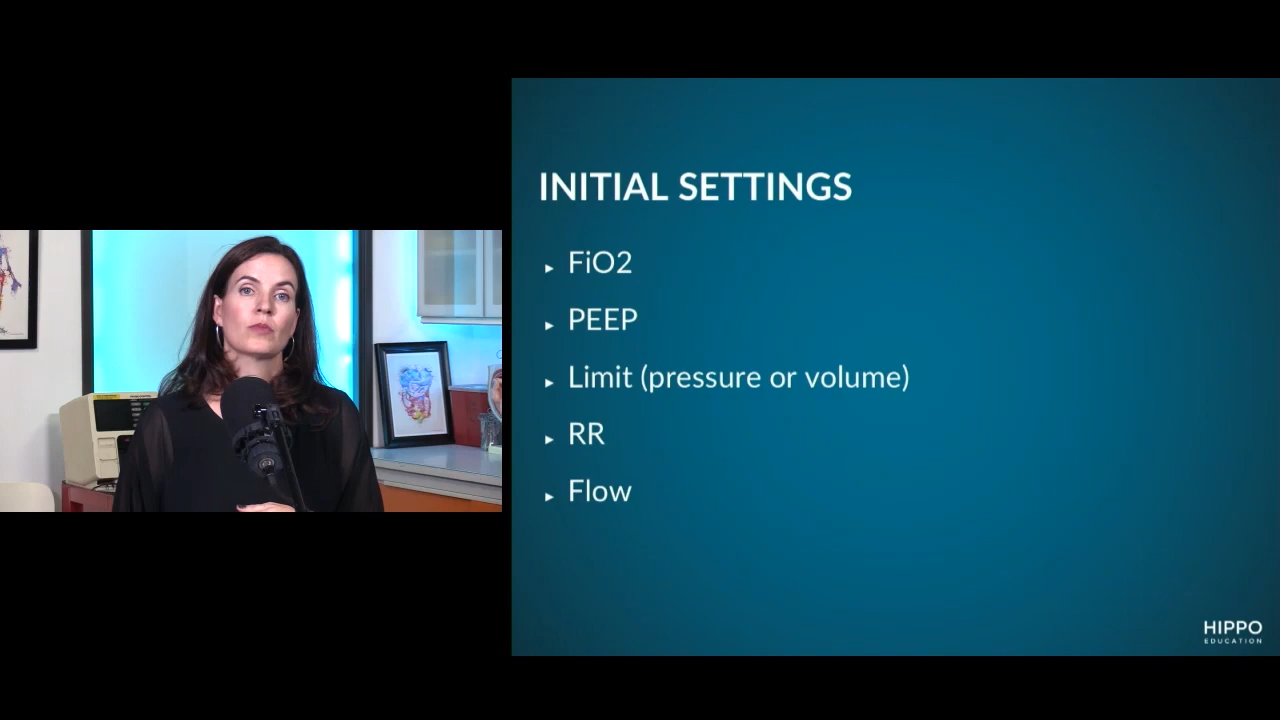 INITIAL SETTINGS
▸ FiO2
▸ PEEP
▸ Limit (pressure or volume)
▸ RR
▸ Flow
HIPPO
EDUCATION